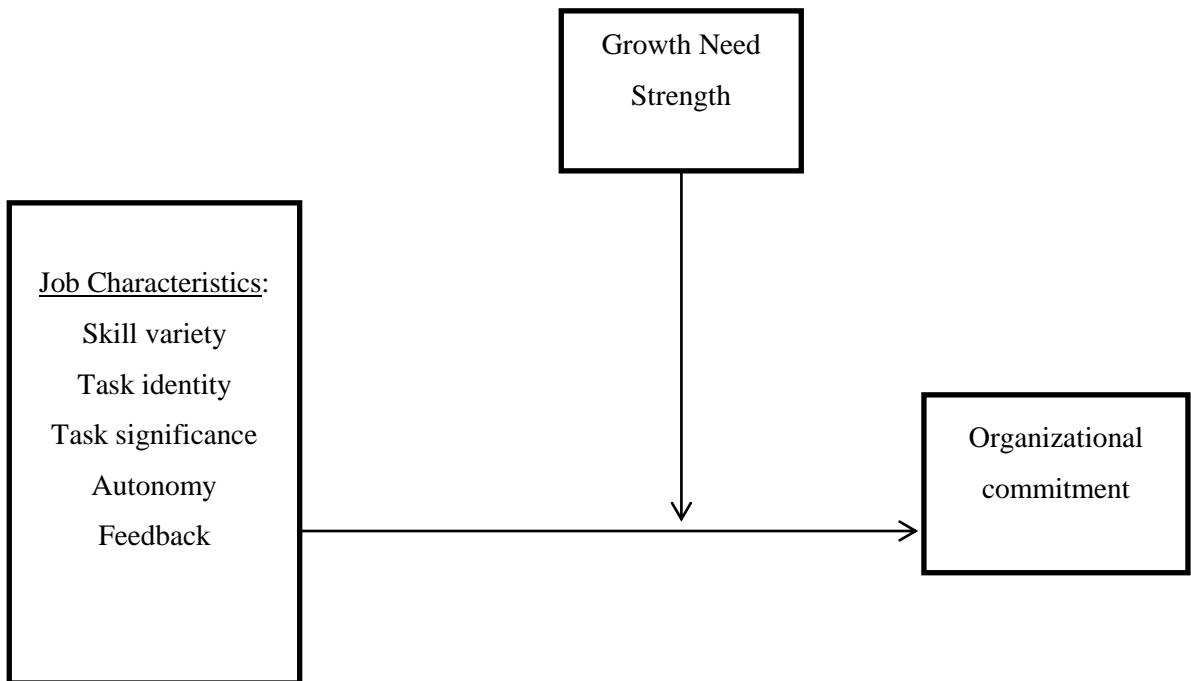 Growth Need
Strength
Job Characteristics:
Skill variety
Task identity
Task significance
Autonomy
Feedback
Organizational
commitment